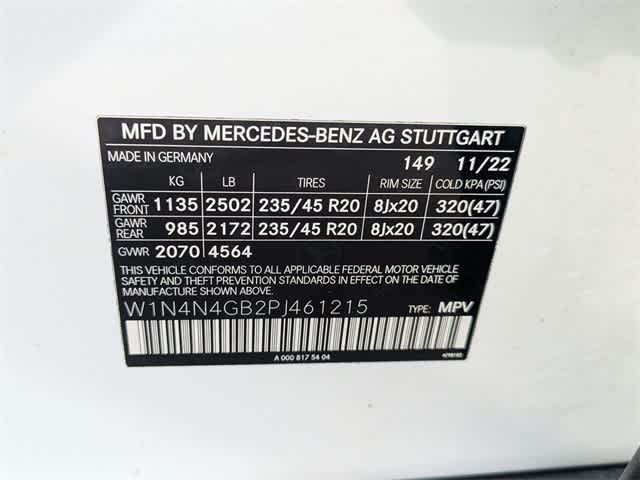 MFD BY MERCEDES-BENZ AG STUTTGART
MADE IN GERMANY 149 11/22
KG LB TIRES RIM SIZE COLD KPA(PSI)
GAWR FRONT 1135 2502 235/45 R20 8Jx20 320(47)
GAWR REAR 985 2172 235/45 R20 8Jx20 320(47)
GVWR 2070 4564
THIS VEHICLE CONFORMS TO ALL APPLICABLE FEDERAL MOTOR VEHICLE
SAFETY AND THEFT PREVENTION STANDARDS IN EFFECT ON THE DATE OF
MANUFACTURE SHOWN ABOVE.
W1N4N4GB2PJ461215 TYPE: MPV
A 000 817 54 04